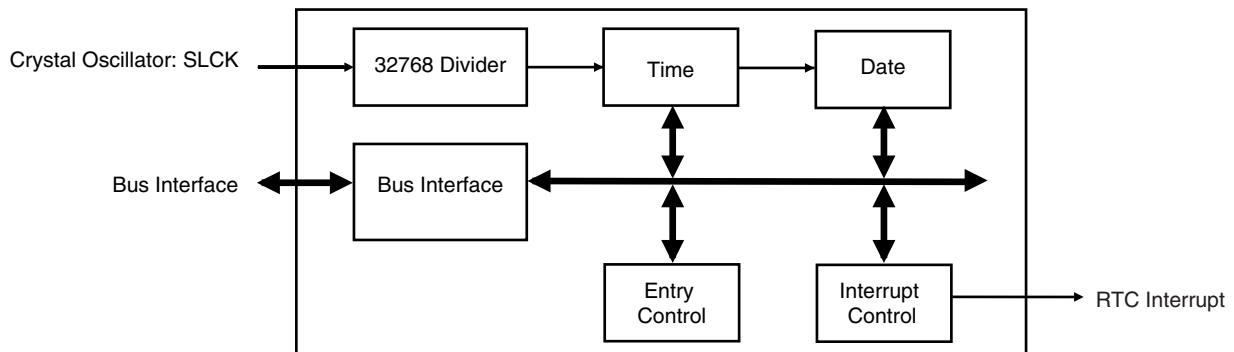 Crystal Oscillator: SLCK
32768 Divider
Time
Date
Bus Interface
Bus Interface
Entry
Control
Interrupt
Control
RTC Interrupt